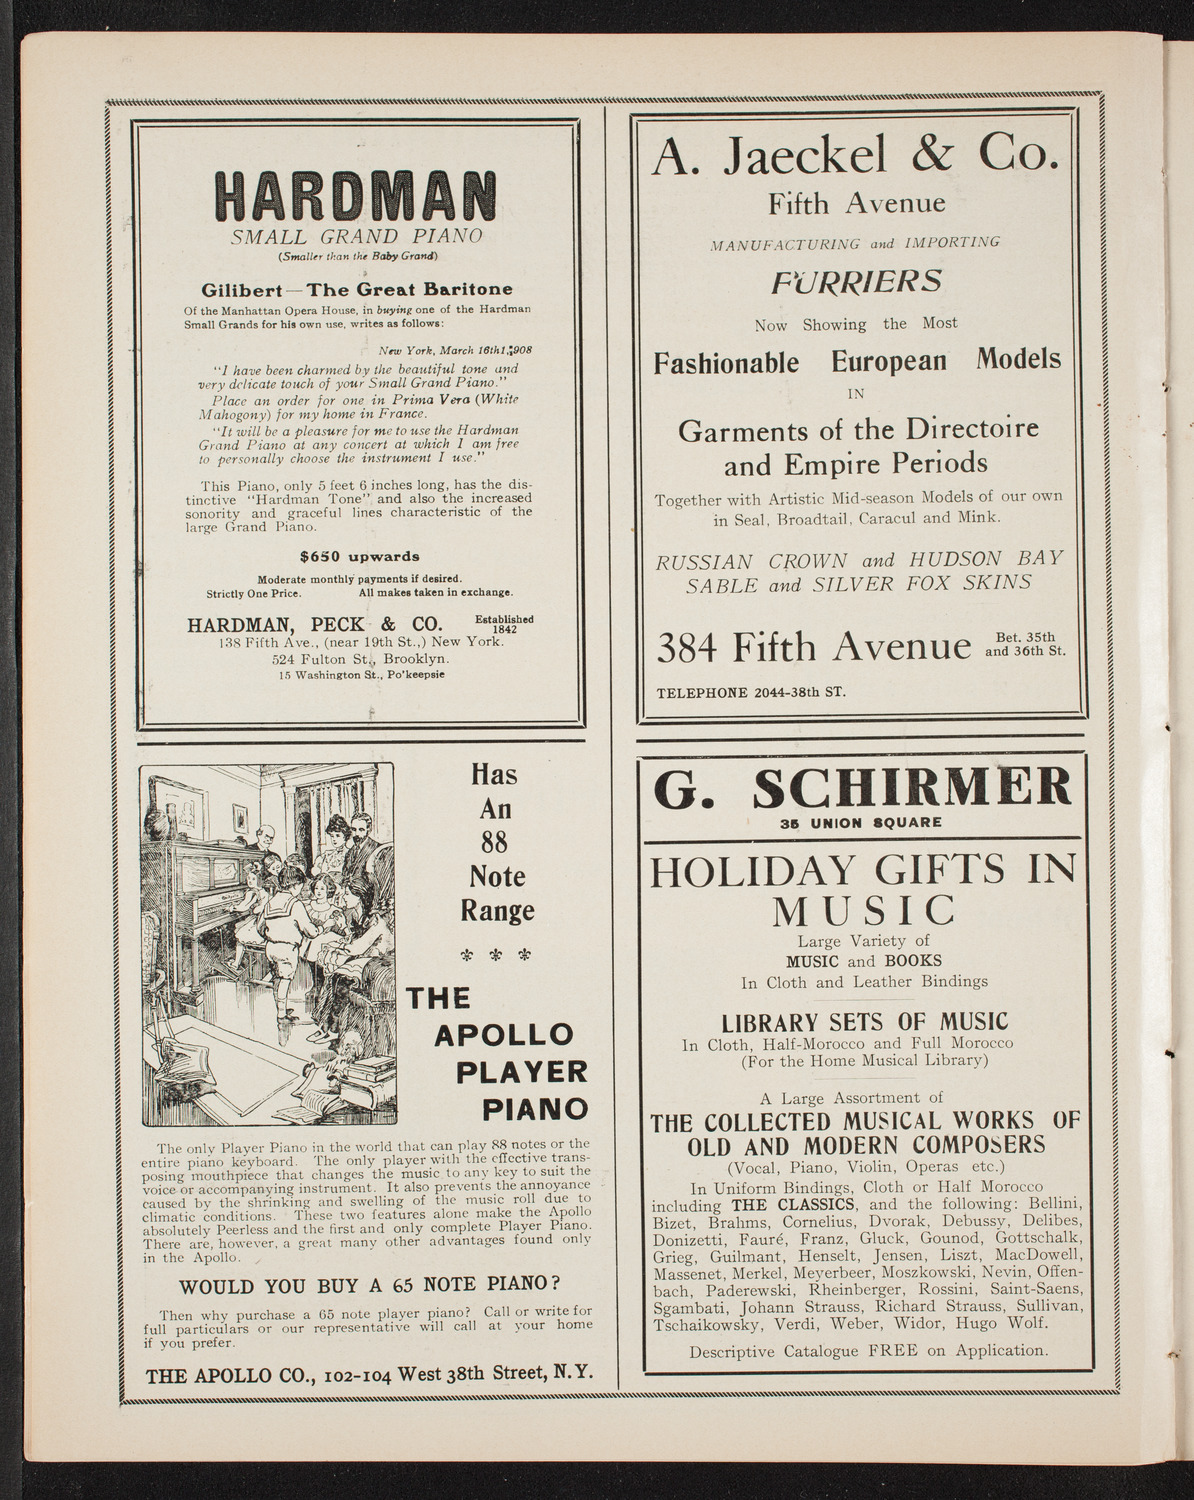 HARDMAN
SMALL GRAND PIANO
(Smaller than the Baby Grand)
Gilibert—The Great Baritone
Of the Manhattan Opera House, in buying one of the Hardman
Small Grands for his own use, writes as follows:
New York, March 16th1,908
“I have been charmed by the beautiful tone and
very delicate touch of your Small Grand Piano.”
Place an order for one in Prima Vera (White
Mahogony) for my home in France.
“It will be a pleasure for me to use the Hardman
Grand Piano at any concert at which I am free
to personally choose the instrument I use.”
This Piano, only 5 feet 6 inches long, has the dis-
tinctive “Hardman Tone” and also the increased
sonority and graceful lines characteristic of the
large Grand Piano.
$650 upwards
Moderate monthly payments if desired.
Strictly One Price. All makes taken in exchange.
HARDMAN, PECK & CO. Established 1842
138 Fifth Ave., (near 19th St.,) New York.
524 Fulton St., Brooklyn.
15 Washington St., Po'keepsie
Has
An
88
Note
Range
THE
APOLLO
PLAYER
PIANO
The only Player Piano in the world that can play 88 notes or the
entire piano keyboard. The only player with the effective trans-
posing mouthpiece that changes the music to any key to suit the
voice or accompanying instrument. It also prevents the annoyance
caused by the shrinking and swelling of the music roll due to
climatic conditions. These two features alone make the Apollo
absolutely Peerless and the first and only complete Player Piano.
There are, however, a great many other advantages found only
in the Apollo.
WOULD YOU BUY A 65 NOTE PIANO?
Then why purchase a 65 note player piano? Call or write for
full particulars or our representative will call at your home
if you prefer.
THE APOLLO CO., 102-104 West 38th Street, N. Y.
A. Jaeckel & Co.
Fifth Avenue
MANUFACTURING and IMPORTING
FURRIERS
Now Showing the Most
Fashionable European Models
IN
Garments of the Directoire
and Empire Periods
Together with Artistic Mid-season Models of our own
in Seal, Broadtail, Caracul and Mink.
RUSSIAN CROWN and HUDSON BAY
SABLE and SILVER FOX SKINS
384 Fifth Avenue Bet. 35th and 36th St.
TELEPHONE 2044-38th ST.
G. SCHIRMER
35 UNION SQUARE
HOLIDAY GIFTS IN
MUSIC
Large Variety of
MUSIC and BOOKS
In Cloth and Leather Bindings
LIBRARY SETS OF MUSIC
In Cloth, Half-Morocco and Full Morocco
(For the Home Musical Library)
A Large Assortment of
THE COLLECTED MUSICAL WORKS OF
OLD AND MODERN COMPOSERS
(Vocal, Piano, Violin, Operas etc.)
In Uniform Bindings, Cloth or Half Morocco
including THE CLASSICS, and the following: Bellini,
Bizet, Brahms, Cornelius, Dvorak, Debussy, Delibes,
Donizetti, Fauré, Franz, Gluck, Gounod, Gottschalk,
Grieg, Guilmant, Henselt, Jensen, Liszt, MacDowell,
Massenet, Merkel, Meyerbeer, Moszkowski, Nevin, Offen-
bach, Paderewski, Rheinberger, Rossini, Saint-Saens,
Sgambati, Johann Strauss, Richard Strauss, Sullivan,
Tschaikowsky, Verdi, Weber, Widor, Hugo Wolf.
Descriptive Catalogue FREE on Application.